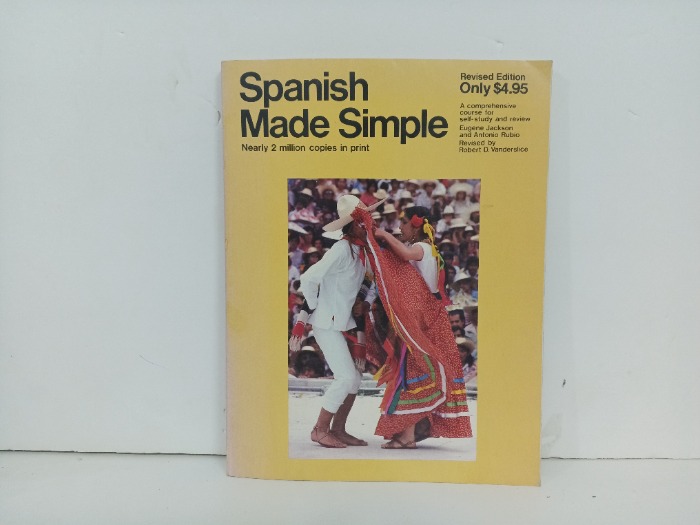 Spanish
Made Simple
Nearly 2 million copies in print
Revised Edition
Only $4.95
A comprehensive
course for
self-study and review
Eugene Jackson
and Antonio Rubio
Revised by
Robert D. Vanderslice